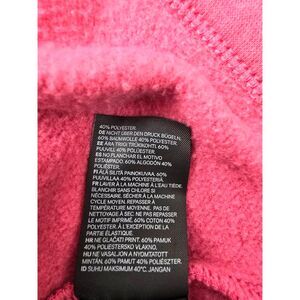 40% POLYESTER.
DE NICHT ÜBER DEN DRUCK BÜGELN.
60% BAUMWOLLE 40% POLYESTER.
EE ÄRA TRIIGI TRÜKKOHTI. 60%
PUUVILL 40% POLÜESTER.
ES NO PLANCHAR EL MOTIVO
ESTAMPADO. 60% ALGODÓN 40%
POLIÉSTER.
FI ÄLÄ SILITÄ PAINOKUVAA. 60%
PUUVILLAA 40% POLYESTERIÄ.
FR LAVER À LA MACHINE À L'EAU TIÈDE.
BLANCHIR SANS CHLORE SI
NÉCESSAIRE. SÉCHER À LA MACHINE
CYCLE MOYEN. REPASSER À
TEMPÉRATURE MOYENNE. PAS DE
NETTOYAGE À SEC. NE PAS REPASSER
LE MOTIF IMPRIMÉ. 60% COTON 40%
POLYESTER À L'EXCEPTION DE LA
PARTIE ÉLASTIQUE.
HR NE GLAČATI PRINT. 60% PAMUK
40% POLIESTERSKO VLAKNO.
HU NE VASALJON A NYOMTATOTT
MINTÁN. 60% PAMUT 40% POLIÉSZTER.
ID SUHU MAKSIMUM 40°C JANGAN